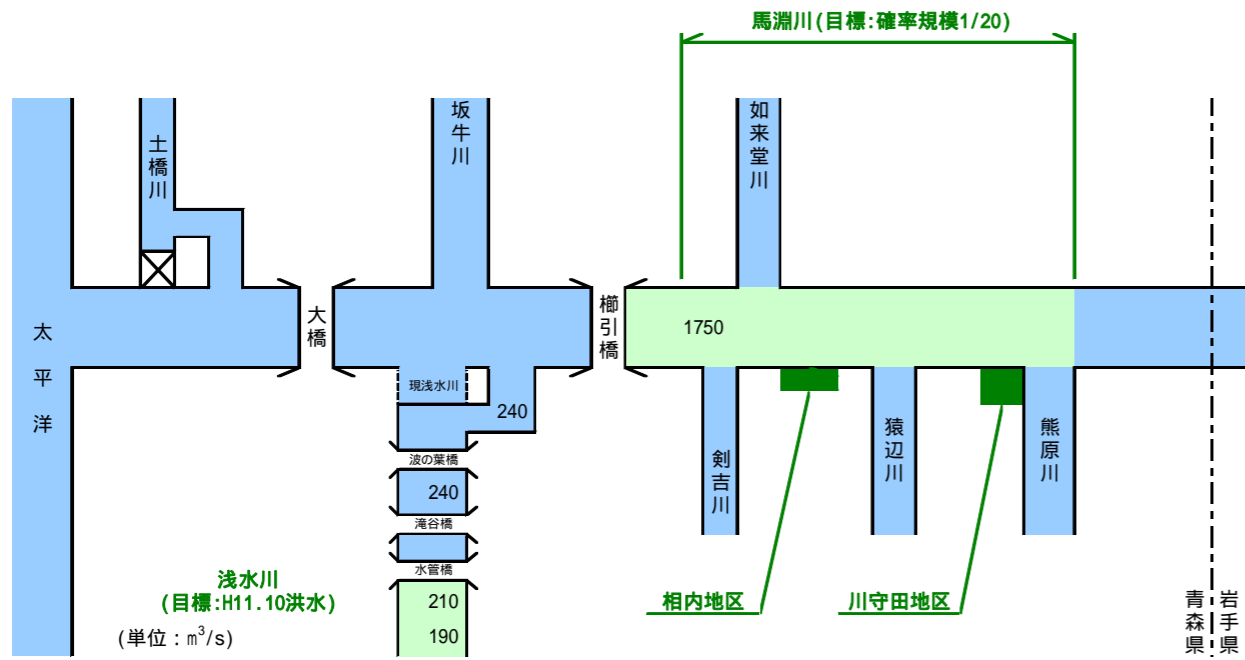 馬淵川(目標:確率規模1/20)
土橋川
坂牛川
如来堂川
太平洋
大橋
櫛引橋
1750
現浅水川
240
波の葉橋
240
滝谷橋
水管橋
210
190
剣吉川
猿辺川
熊原川
浅水川
(目標:H11.10洪水)
(単位：m³/s)
相内地区
川守田地区
青森県
岩手県